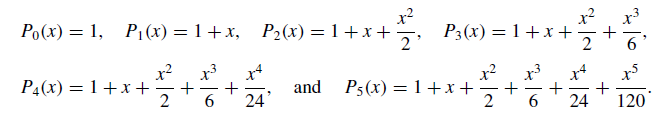 P₀(x) = 1, P₁(x) = 1 + x, P₂(x) = 1 + x + x²/2, P₃(x) = 1 + x + x²/2 + x³/6,
P₄(x) = 1 + x + x²/2 + x³/6 + x⁴/24, and P₅(x) = 1 + x + x²/2 + x³/6 + x⁴/24 + x⁵/120.